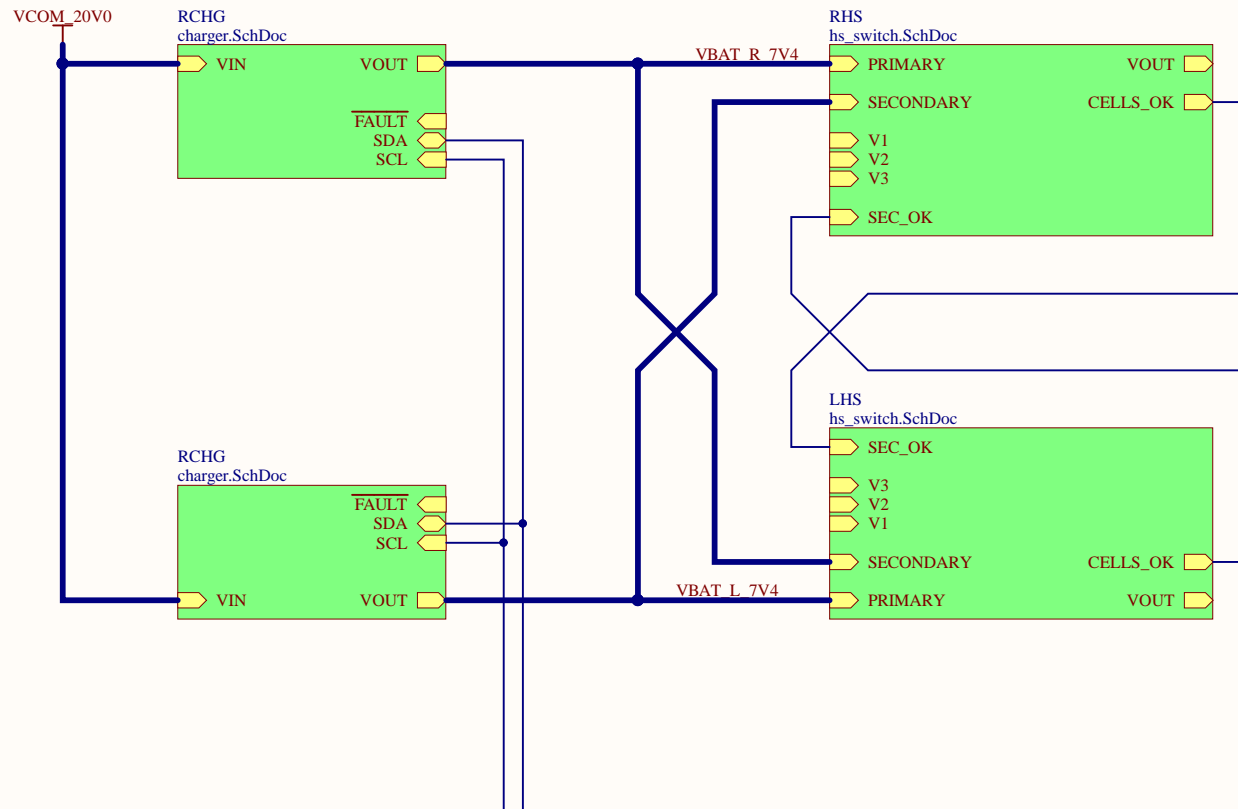 VCOM_20V0
RCHG
charger.SchDoc
VIN
VOUT
FAULT
SDA
SCL
VBAT_R_7V4
RHS
hs_switch.SchDoc
PRIMARY
VOUT
SECONDARY
CELLS_OK
V1
V2
V3
SEC_OK
LHS
hs_switch.SchDoc
SEC_OK
V3
V2
V1
SECONDARY
CELLS_OK
PRIMARY
VOUT
RCHG
charger.SchDoc
FAULT
SDA
SCL
VIN
VOUT
VBAT_L_7V4